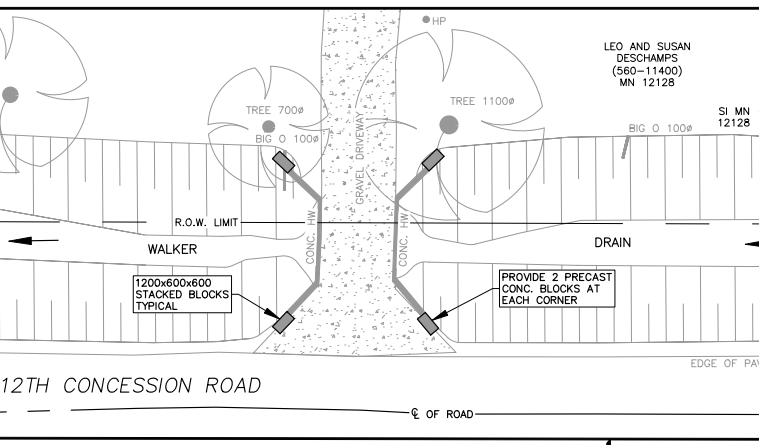 HP
LEO AND SUSAN
DESCHAMPS
(560-11400)
MN 12128
SI MN
12128
TREE 700ø
TREE 1100ø
BIG O 100ø
BIG O 100ø
GRAVEL DRIVEWAY
R.O.W. LIMIT
CONC. HW
CONC. HW
WALKER
DRAIN
1200x600x600
STACKED BLOCKS
TYPICAL
PROVIDE 2 PRECAST
CONC. BLOCKS AT
EACH CORNER
EDGE OF PAV
12TH CONCESSION ROAD
℄ OF ROAD